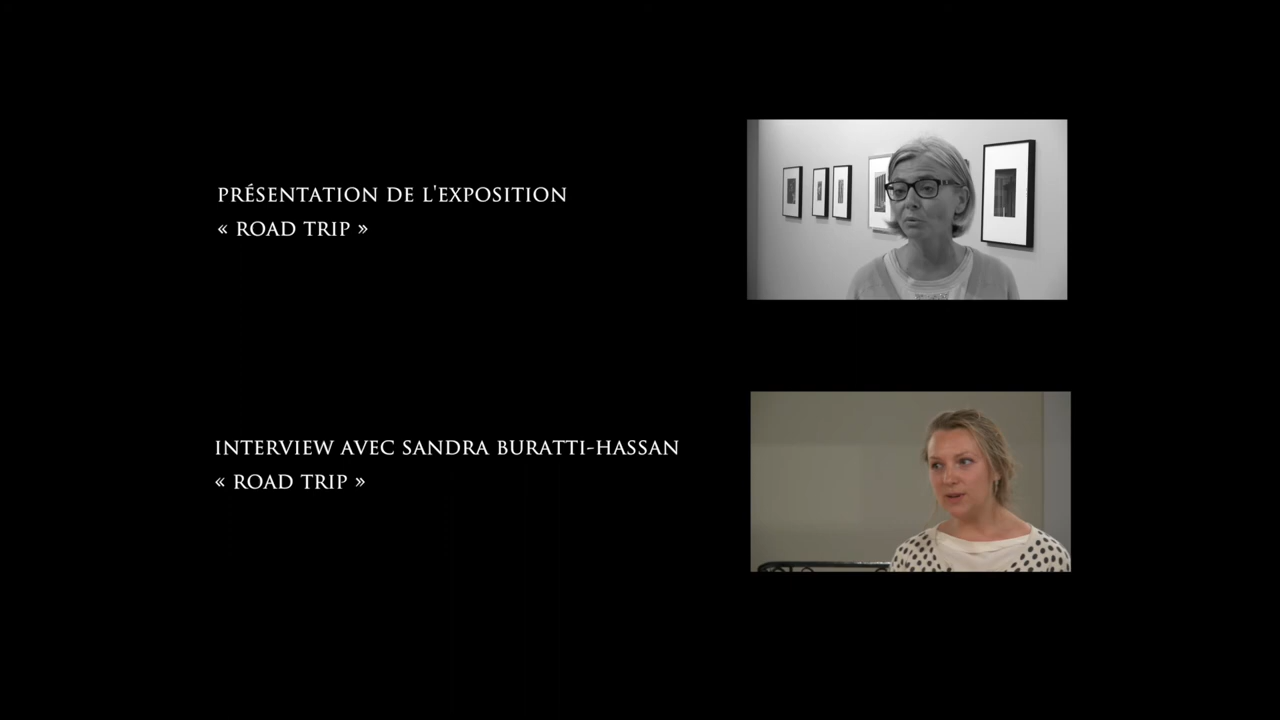 PRÉSENTATION DE L'EXPOSITION
« ROAD TRIP »
INTERVIEW AVEC SANDRA BURATTI-HASSAN
« ROAD TRIP »